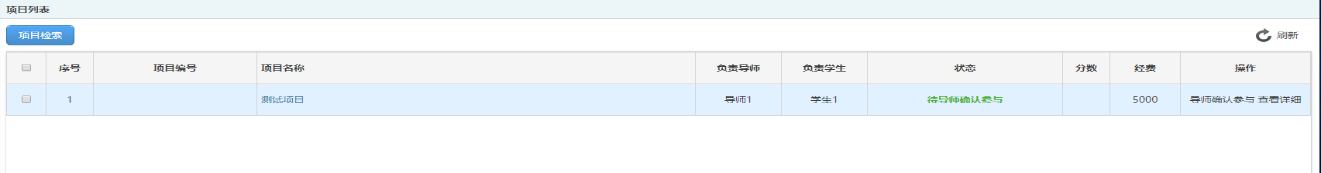 项目列表
项目检索 刷新
序号 项目编号 项目名称 负责导师 负责学生 状态 分数 经费 操作
1 测试项目 导师1 学生1 待导师确认参与 5000 导师确认参与 查看详细